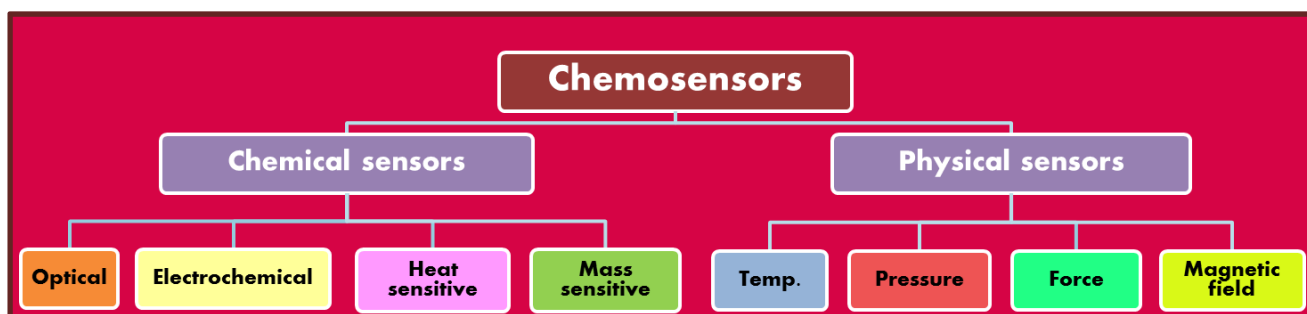 Chemosensors
Chemical sensors
Physical sensors
Optical
Electrochemical
Heat
sensitive
Mass
sensitive
Temp.
Pressure
Force
Magnetic
field